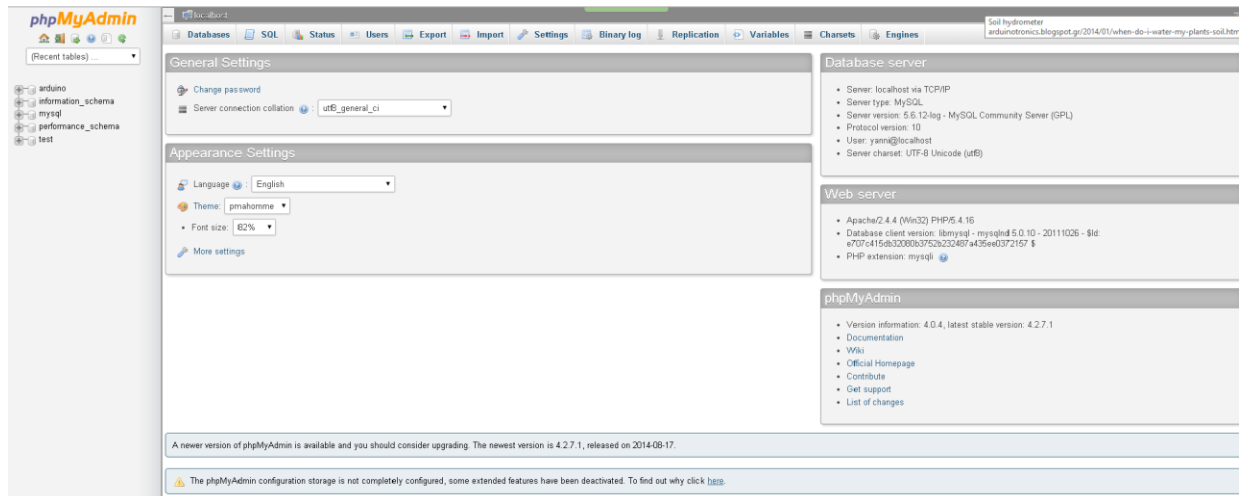 phpMyAdmin
(Recent tables) ...
arduino
information_schema
mysql
performance_schema
test
localhost
Databases SQL Status Users Export Import Settings Binary log Replication Variables Charsets Engines
Soil hydrometer
arduinotronics.blogspot.gr/2014/01/when-do-i-water-my-plants-soil.htm
General Settings
Change password
Server connection collation : utf8_general_ci
Appearance Settings
Language : English
Theme: pmahomme
Font size: 82%
More settings
Database server
Server: localhost via TCP/IP
Server type: MySQL
Server version: 5.6.12-log - MySQL Community Server (GPL)
Protocol version: 10
User: yanni@localhost
Server charset: UTF-8 Unicode (utf8)
Web server
Apache/2.4.4 (Win32) PHP/5.4.16
Database client version: libmysql - mysqlnd 5.0.10 - 20111026 - $Id:
e707c415db32080b3752b232487a435ee0372157 $
PHP extension: mysqli
phpMyAdmin
Version information: 4.0.4, latest stable version: 4.2.7.1
Documentation
Wiki
Official Homepage
Contribute
Get support
List of changes
A newer version of phpMyAdmin is available and you should consider upgrading. The newest version is 4.2.7.1, released on 2014-08-17.
The phpMyAdmin configuration storage is not completely configured, some extended features have been deactivated. To find out why click here.